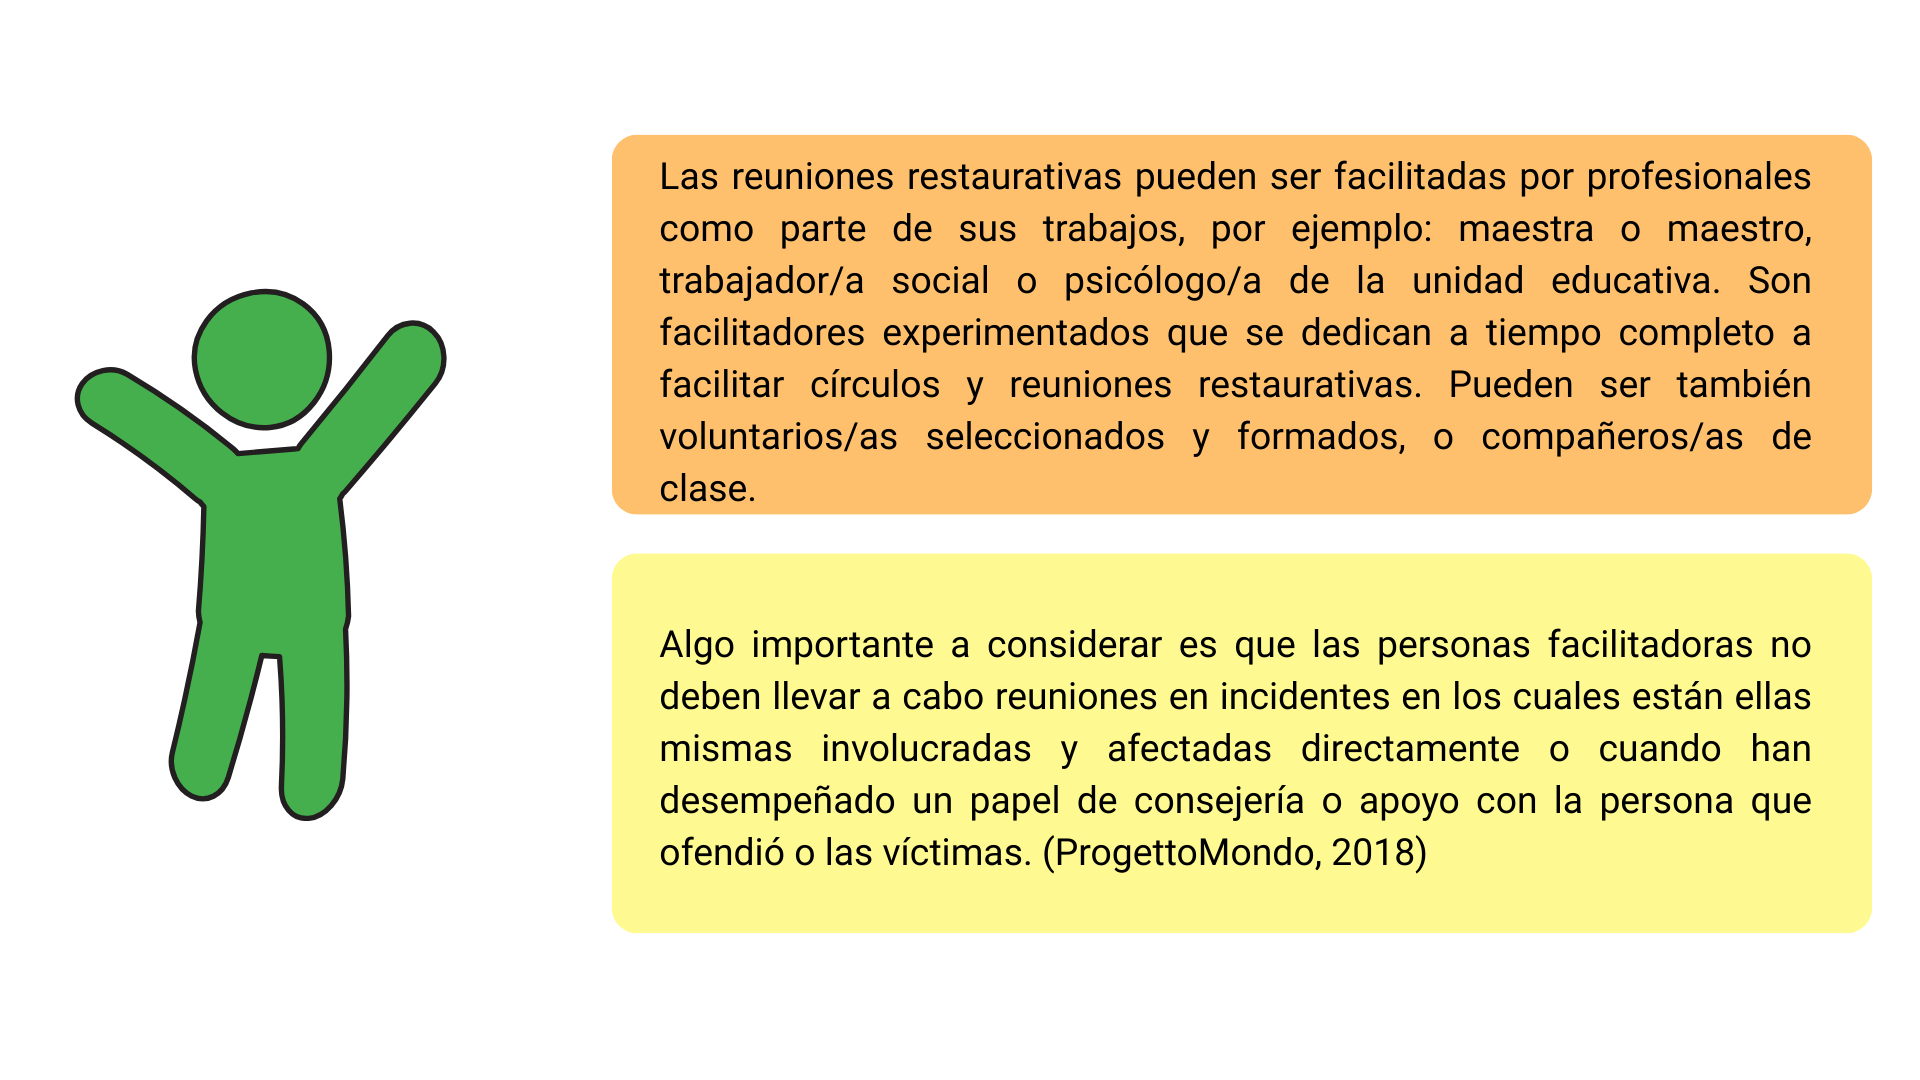 Las reuniones restaurativas pueden ser facilitadas por profesionales
como parte de sus trabajos, por ejemplo: maestra o maestro,
trabajador/a social o psicólogo/a de la unidad educativa. Son
facilitadores experimentados que se dedican a tiempo completo a
facilitar círculos y reuniones restaurativas. Pueden ser también
voluntarios/as seleccionados y formados, o compañeros/as de
clase.
Algo importante a considerar es que las personas facilitadoras no
deben llevar a cabo reuniones en incidentes en los cuales están ellas
mismas involucradas y afectadas directamente o cuando han
desempeñado un papel de consejería o apoyo con la persona que
ofendió o las víctimas. (ProgettoMondo, 2018)